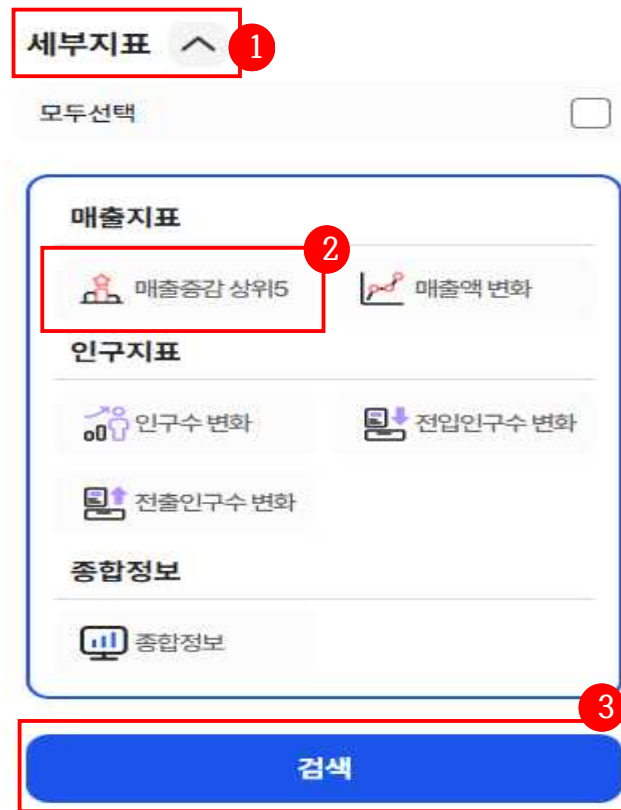 세부지표 1
모두선택
매출지표
2
매출증감 상위5 매출액 변화
인구지표
인구수 변화 전입인구수 변화
전출인구수 변화
종합정보
종합정보
3
검색